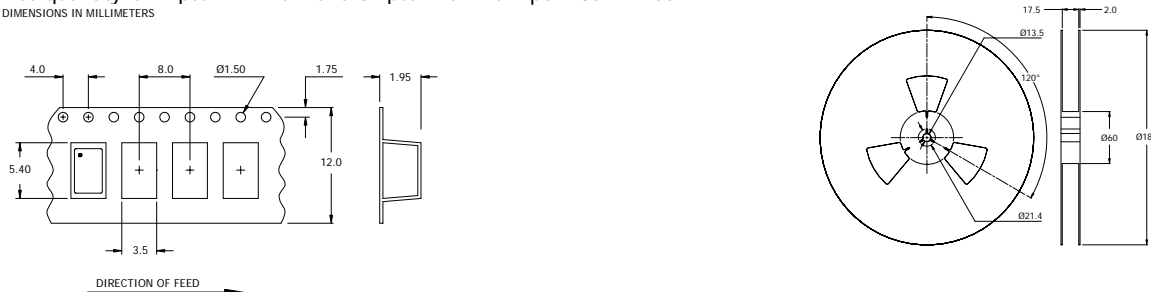 DIMENSIONS IN MILLIMETERS
17.5
2.0
Ø13.5
4.0
8.0
Ø1.50
1.75
1.95
120°
Ø60
Ø18
5.40
12.0
Ø21.4
3.5
DIRECTION OF FEED